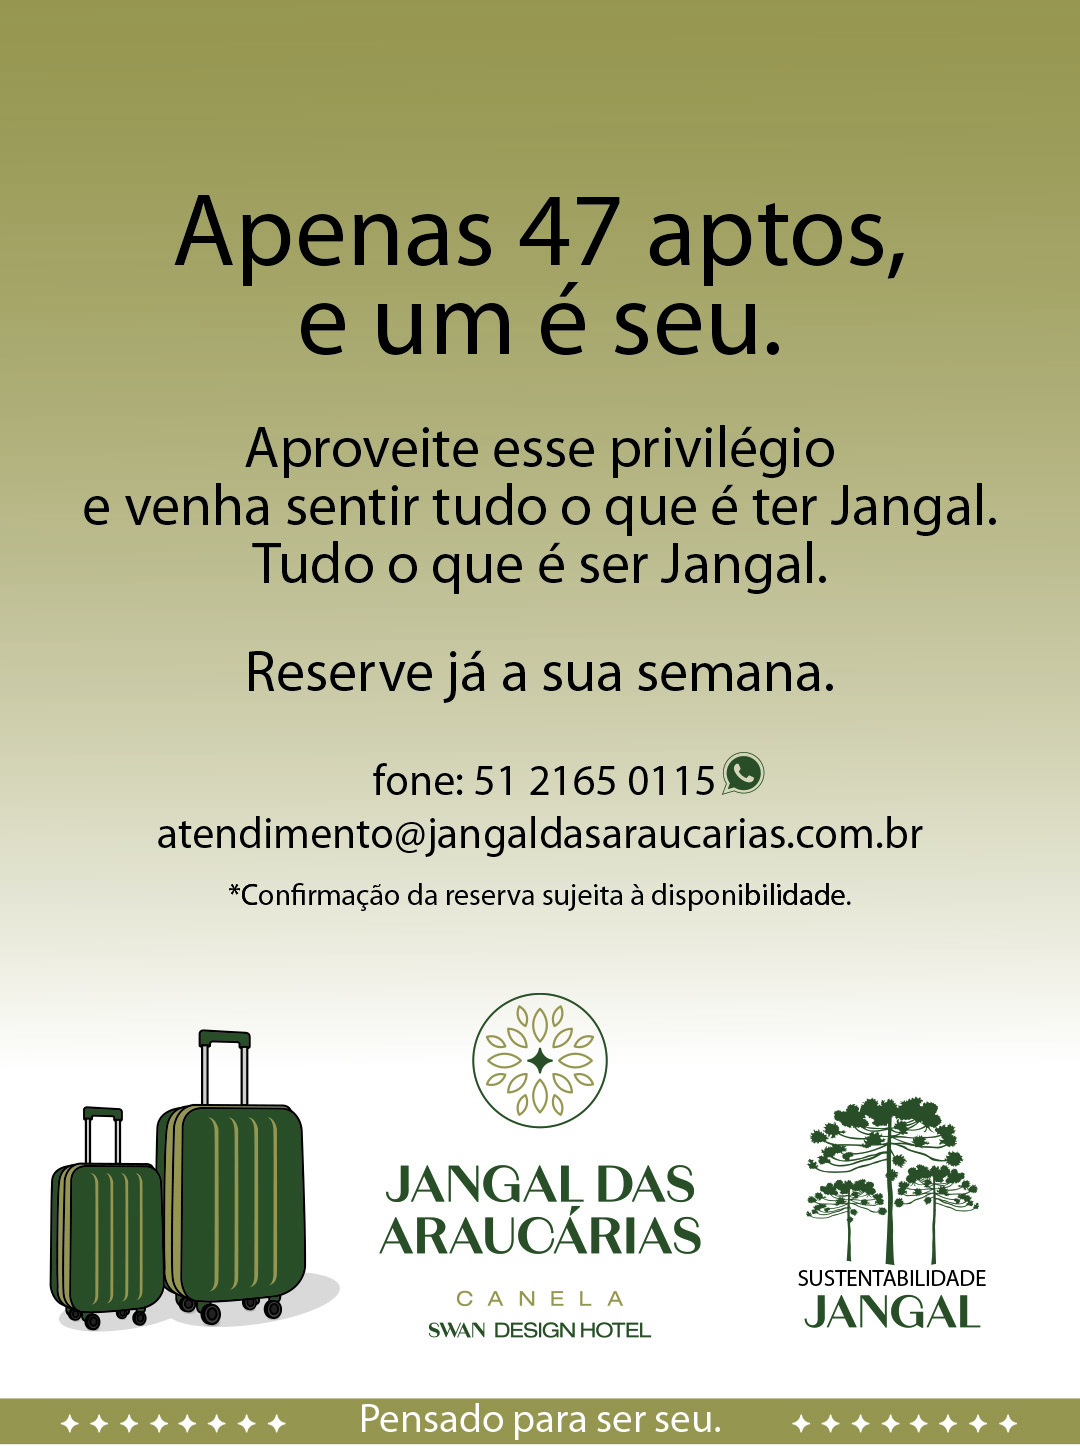 Apenas 47 aptos,
e um é seu.
Aproveite esse privilégio
e venha sentir tudo o que é ter Jangal.
Tudo o que é ser Jangal.
Reserve já a sua semana.
fone: 51 2165 0115
atendimento@jangaldasaraucarias.com.br
*Confirmação da reserva sujeita à disponibilidade.
JANGAL DAS
ARAUCÁRIAS
CANELA
SWAN DESIGN HOTEL
SUSTENTABILIDADE
JANGAL
Pensado para ser seu.